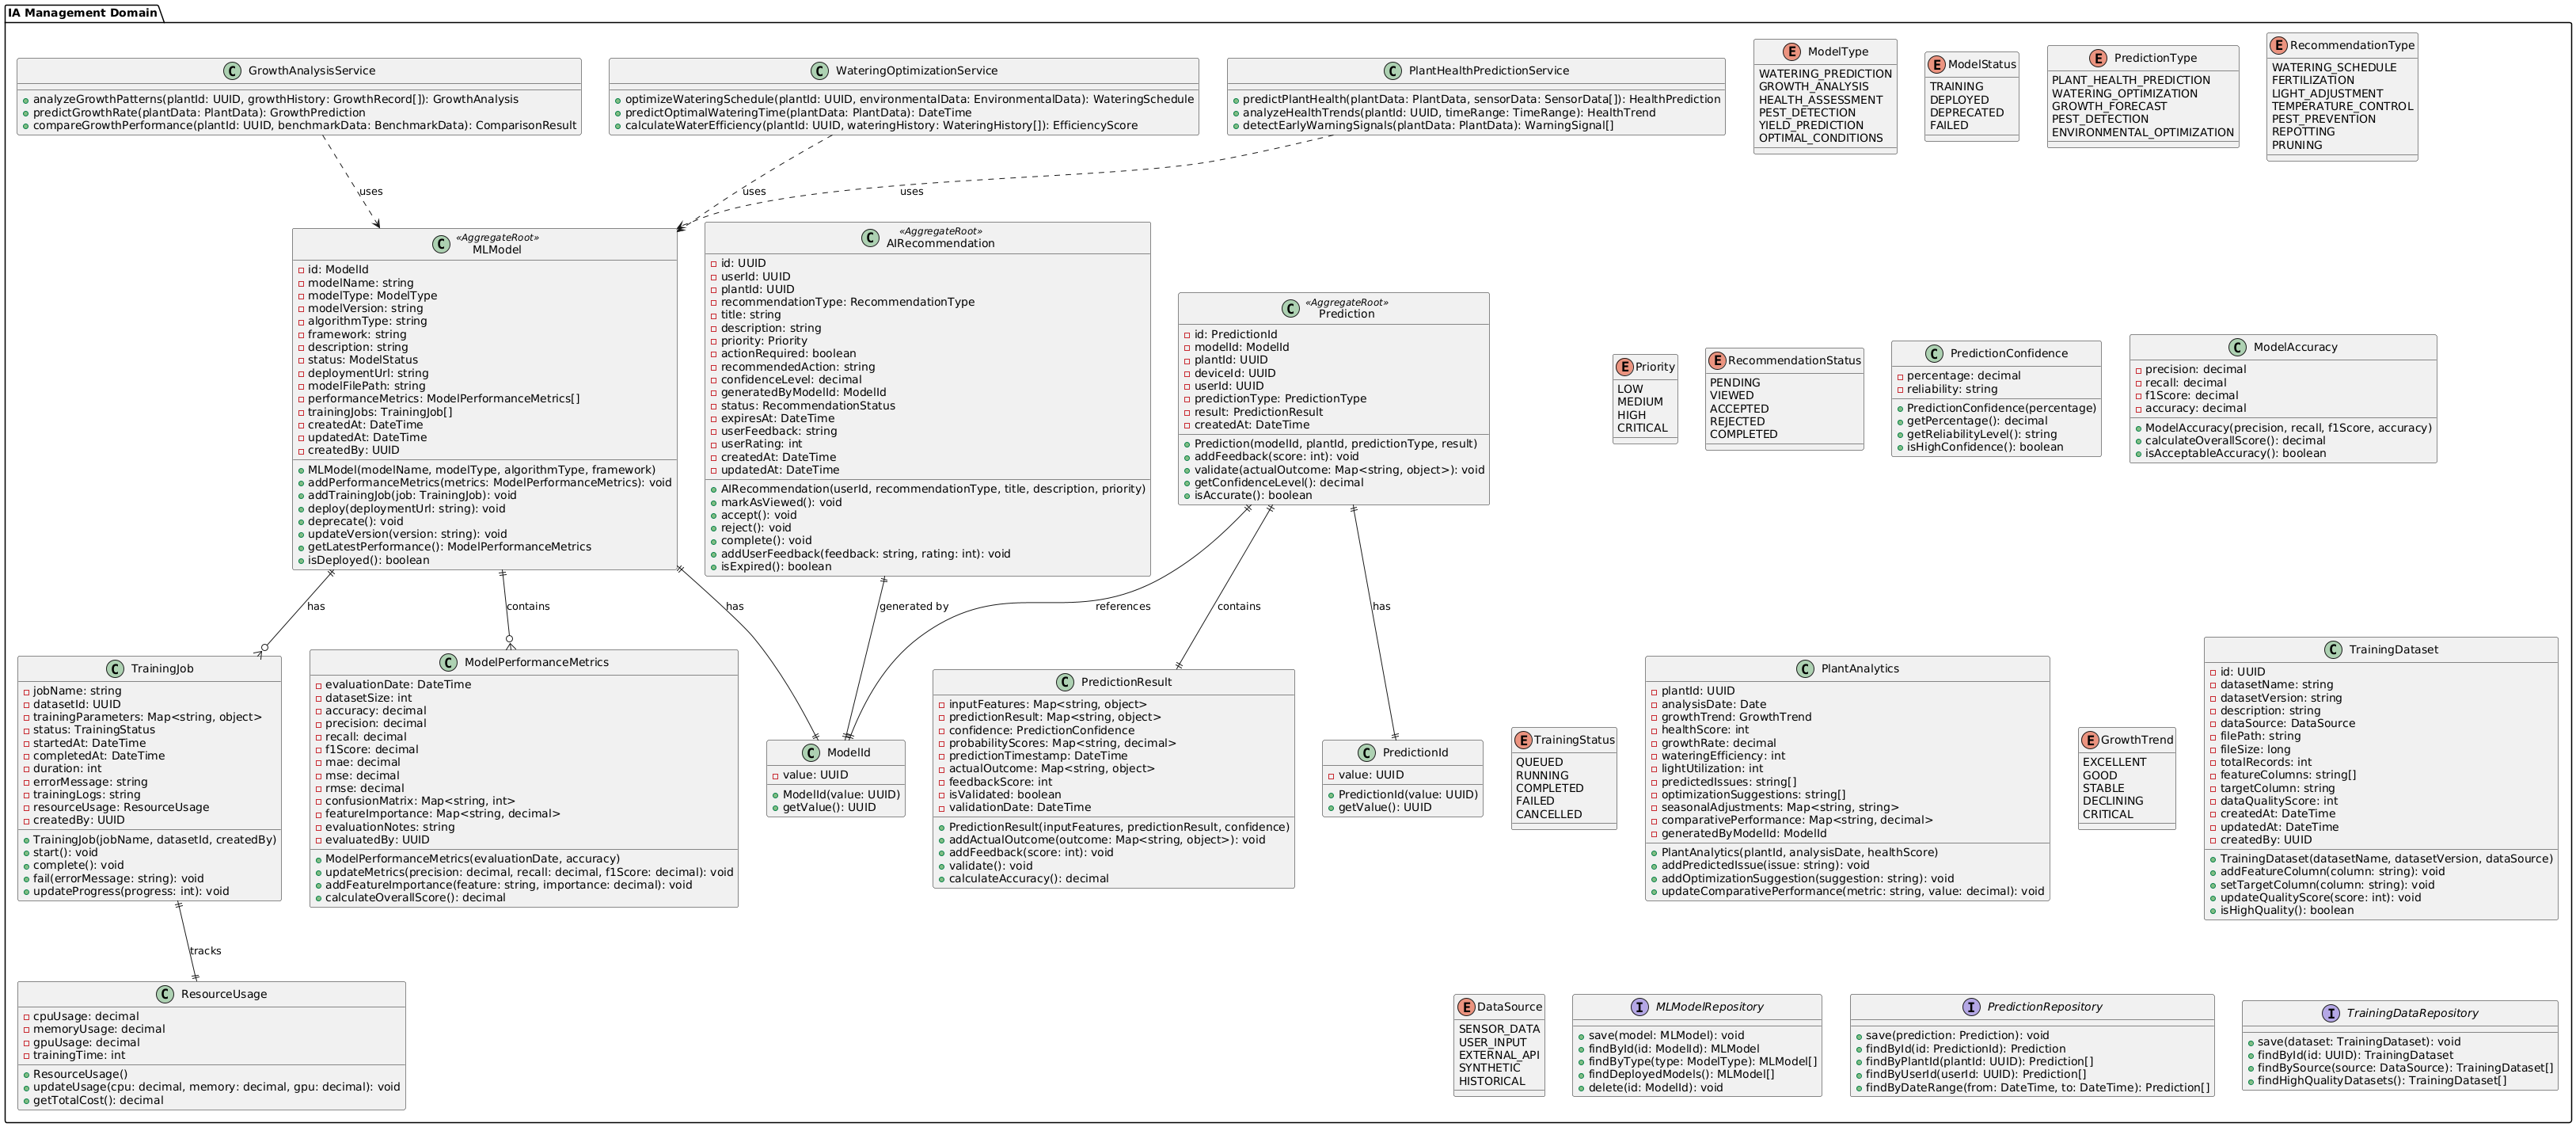 IA Management Domain
GrowthAnalysisService
analyzeGrowthPatterns(plantId: UUID, growthHistory: GrowthRecord[]): GrowthAnalysis
predictGrowthRate(plantData: PlantData): GrowthPrediction
compareGrowthPerformance(plantId: UUID, benchmarkData: BenchmarkData): ComparisonResult
WateringOptimizationService
optimizeWateringSchedule(plantId: UUID, environmentalData: EnvironmentalData): WateringSchedule
predictOptimalWateringTime(plantData: PlantData): DateTime
calculateWaterEfficiency(plantId: UUID, wateringHistory: WateringHistory[]): EfficiencyScore
PlantHealthPredictionService
predictPlantHealth(plantData: PlantData, sensorData: SensorData[]): HealthPrediction
analyzeHealthTrends(plantId: UUID, timeRange: TimeRange): HealthTrend
detectEarlyWarningSignals(plantData: PlantData): WarningSignal[]
ModelType
WATERING_PREDICTION
GROWTH_ANALYSIS
HEALTH_ASSESSMENT
PEST_DETECTION
YIELD_PREDICTION
OPTIMAL_CONDITIONS
ModelStatus
TRAINING
DEPLOYED
DEPRECATED
FAILED
PredictionType
PLANT_HEALTH_PREDICTION
WATERING_OPTIMIZATION
GROWTH_FORECAST
PEST_DETECTION
ENVIRONMENTAL_OPTIMIZATION
RecommendationType
WATERING_SCHEDULE
FERTILIZATION
LIGHT_ADJUSTMENT
TEMPERATURE_CONTROL
PEST_PREVENTION
REPOTTING
PRUNING
uses
uses
uses
«AggregateRoot»
MLModel
id: ModelId
modelName: string
modelType: ModelType
modelVersion: string
algorithmType: string
framework: string
description: string
status: ModelStatus
deploymentUrl: string
modelFilePath: string
performanceMetrics: ModelPerformanceMetrics[]
trainingJobs: TrainingJob[]
createdAt: DateTime
updatedAt: DateTime
createdBy: UUID
MLModel(modelName, modelType, algorithmType, framework)
addPerformanceMetrics(metrics: ModelPerformanceMetrics): void
addTrainingJob(job: TrainingJob): void
deploy(deploymentUrl: string): void
deprecate(): void
updateVersion(version: string): void
getLatestPerformance(): ModelPerformanceMetrics
isDeployed(): boolean
«AggregateRoot»
AIRecommendation
id: UUID
userId: UUID
plantId: UUID
recommendationType: RecommendationType
title: string
description: string
priority: Priority
actionRequired: boolean
recommendedAction: string
confidenceLevel: decimal
generatedByModelId: ModelId
status: RecommendationStatus
expiresAt: DateTime
userFeedback: string
userRating: int
createdAt: DateTime
updatedAt: DateTime
AIRecommendation(userId, recommendationType, title, description, priority)
markAsViewed(): void
accept(): void
reject(): void
complete(): void
addUserFeedback(feedback: string, rating: int): void
isExpired(): boolean
«AggregateRoot»
Prediction
id: PredictionId
modelId: ModelId
plantId: UUID
deviceId: UUID
userId: UUID
predictionType: PredictionType
result: PredictionResult
createdAt: DateTime
Prediction(modelId, plantId, predictionType, result)
addFeedback(score: int): void
validate(actualOutcome: Map<string, object>): void
getConfidenceLevel(): decimal
isAccurate(): boolean
Priority
LOW
MEDIUM
HIGH
CRITICAL
RecommendationStatus
PENDING
VIEWED
ACCEPTED
REJECTED
COMPLETED
PredictionConfidence
percentage: decimal
reliability: string
PredictionConfidence(percentage)
getPercentage(): decimal
getReliabilityLevel(): string
isHighConfidence(): boolean
ModelAccuracy
precision: decimal
recall: decimal
f1Score: decimal
accuracy: decimal
ModelAccuracy(precision, recall, f1Score, accuracy)
calculateOverallScore(): decimal
isAcceptableAccuracy(): boolean
has
contains
has
generated by
references
contains
has
TrainingJob
jobName: string
datasetId: UUID
trainingParameters: Map<string, object>
status: TrainingStatus
startedAt: DateTime
completedAt: DateTime
duration: int
errorMessage: string
trainingLogs: string
resourceUsage: ResourceUsage
createdBy: UUID
TrainingJob(jobName, datasetId, createdBy)
start(): void
complete(): void
fail(errorMessage: string): void
updateProgress(progress: int): void
ModelPerformanceMetrics
evaluationDate: DateTime
datasetSize: int
accuracy: decimal
precision: decimal
recall: decimal
f1Score: decimal
mae: decimal
mse: decimal
rmse: decimal
confusionMatrix: Map<string, int>
featureImportance: Map<string, decimal>
evaluationNotes: string
evaluatedBy: UUID
ModelPerformanceMetrics(evaluationDate, accuracy)
updateMetrics(precision: decimal, recall: decimal, f1Score: decimal): void
addFeatureImportance(feature: string, importance: decimal): void
calculateOverallScore(): decimal
ModelId
value: UUID
ModelId(value: UUID)
getValue(): UUID
PredictionResult
inputFeatures: Map<string, object>
predictionResult: Map<string, object>
confidence: PredictionConfidence
probabilityScores: Map<string, decimal>
predictionTimestamp: DateTime
actualOutcome: Map<string, object>
feedbackScore: int
isValidated: boolean
validationDate: DateTime
PredictionResult(inputFeatures, predictionResult, confidence)
addActualOutcome(outcome: Map<string, object>): void
addFeedback(score: int): void
validate(): void
calculateAccuracy(): decimal
PredictionId
value: UUID
PredictionId(value: UUID)
getValue(): UUID
TrainingStatus
QUEUED
RUNNING
COMPLETED
FAILED
CANCELLED
PlantAnalytics
plantId: UUID
analysisDate: Date
growthTrend: GrowthTrend
healthScore: int
growthRate: decimal
wateringEfficiency: int
lightUtilization: int
predictedIssues: string[]
optimizationSuggestions: string[]
seasonalAdjustments: Map<string, string>
comparativePerformance: Map<string, decimal>
generatedByModelId: ModelId
PlantAnalytics(plantId, analysisDate, healthScore)
addPredictedIssue(issue: string): void
addOptimizationSuggestion(suggestion: string): void
updateComparativePerformance(metric: string, value: decimal): void
GrowthTrend
EXCELLENT
GOOD
STABLE
DECLINING
CRITICAL
TrainingDataset
id: UUID
datasetName: string
datasetVersion: string
description: string
dataSource: DataSource
filePath: string
fileSize: long
totalRecords: int
featureColumns: string[]
targetColumn: string
dataQualityScore: int
createdAt: DateTime
updatedAt: DateTime
createdBy: UUID
TrainingDataset(datasetName, datasetVersion, dataSource)
addFeatureColumn(column: string): void
setTargetColumn(column: string): void
updateQualityScore(score: int): void
isHighQuality(): boolean
tracks
ResourceUsage
cpuUsage: decimal
memoryUsage: decimal
gpuUsage: decimal
trainingTime: int
ResourceUsage()
updateUsage(cpu: decimal, memory: decimal, gpu: decimal): void
getTotalCost(): decimal
DataSource
SENSOR_DATA
USER_INPUT
EXTERNAL_API
SYNTHETIC
HISTORICAL
MLModelRepository
save(model: MLModel): void
findById(id: ModelId): MLModel
findByType(type: ModelType): MLModel[]
findDeployedModels(): MLModel[]
delete(id: ModelId): void
PredictionRepository
save(prediction: Prediction): void
findById(id: PredictionId): Prediction
findByPlantId(plantId: UUID): Prediction[]
findByUserId(userId: UUID): Prediction[]
findByDateRange(from: DateTime, to: DateTime): Prediction[]
TrainingDataRepository
save(dataset: TrainingDataset): void
findById(id: UUID): TrainingDataset
findBySource(source: DataSource): TrainingDataset[]
findHighQualityDatasets(): TrainingDataset[]